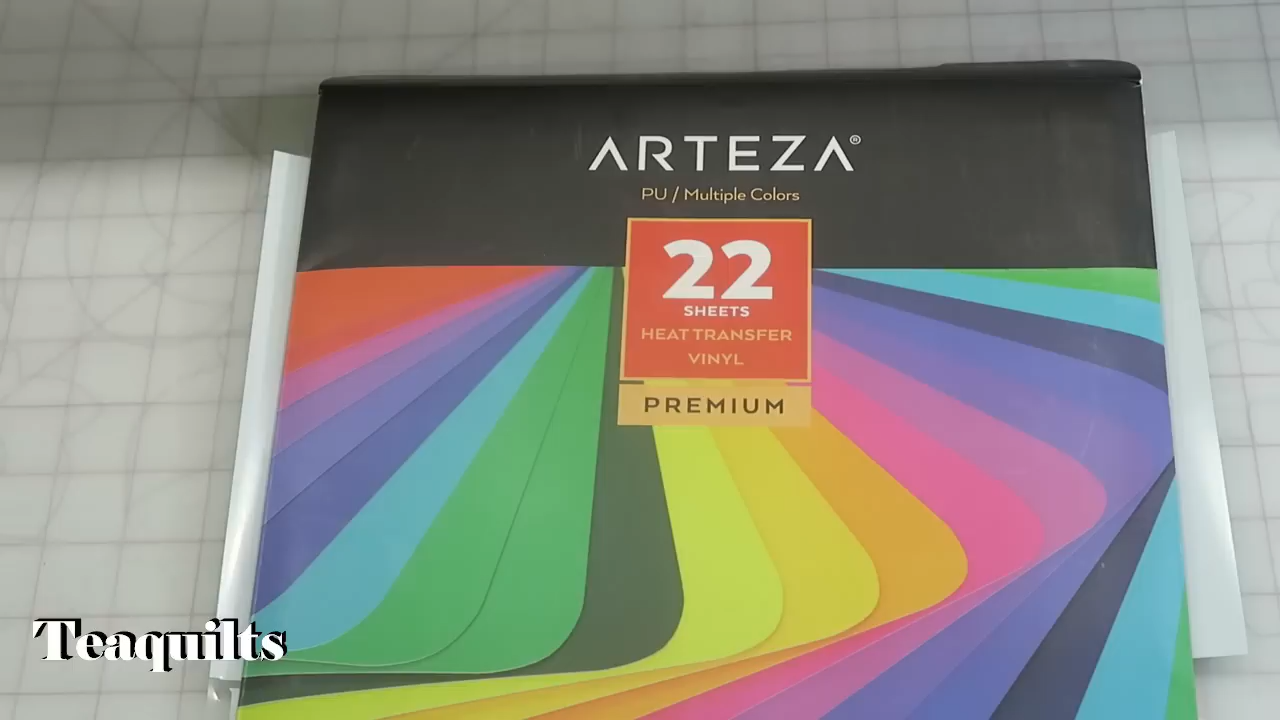 ARTEZA®
PU / Multiple Colors
22
SHEETS
HEAT TRANSFER
VINYL
PREMIUM
Teaquilts